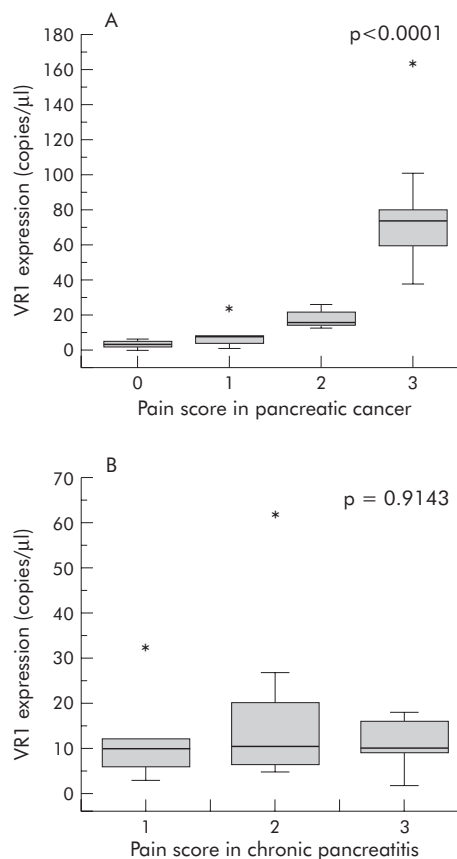 A
p<0.0001
VR1 expression (copies/µl)
180
160
140
120
100
80
60
40
20
0
0 1 2 3
Pain score in pancreatic cancer
B
p = 0.9143
VR1 expression (copies/µl)
70
60
50
40
30
20
10
0
1 2 3
Pain score in chronic pancreatitis